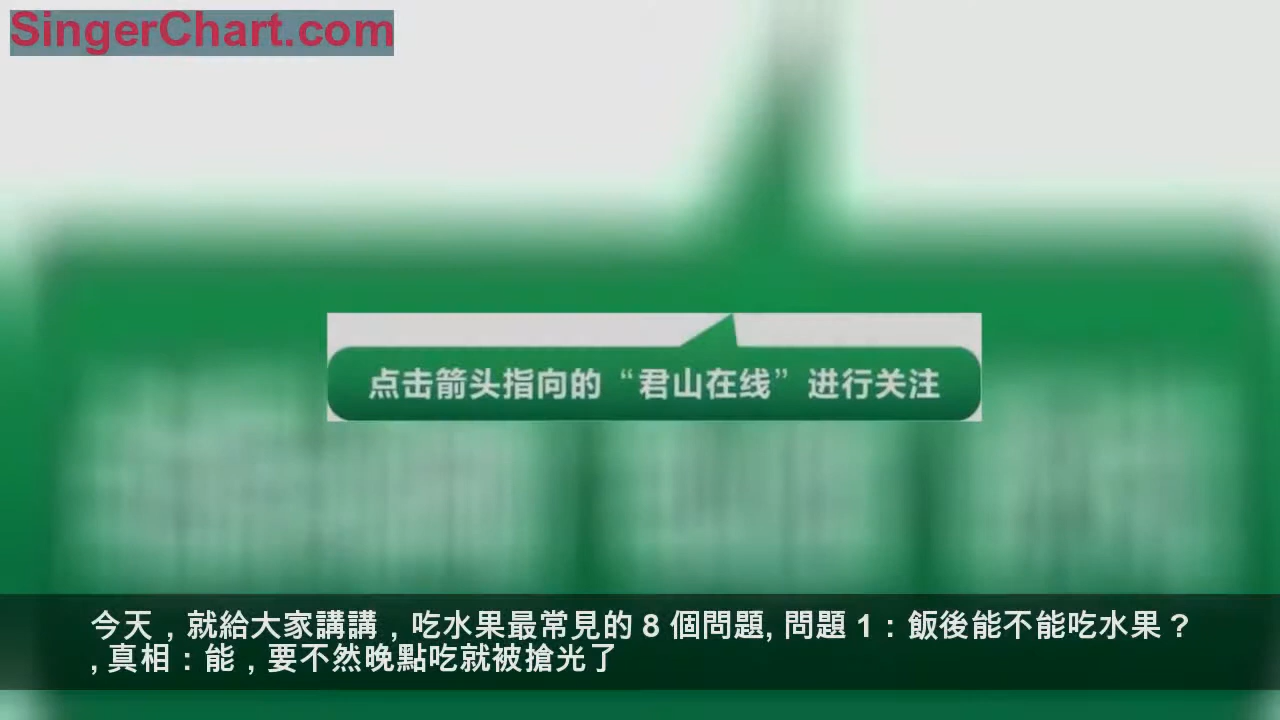 SingerChart.com
点击箭头指向的“君山在线”进行关注
今天，就給大家講講，吃水果最常見的 8 個問題, 問題 1：飯後能不能吃水果？
, 真相：能，要不然晚點吃就被搶光了